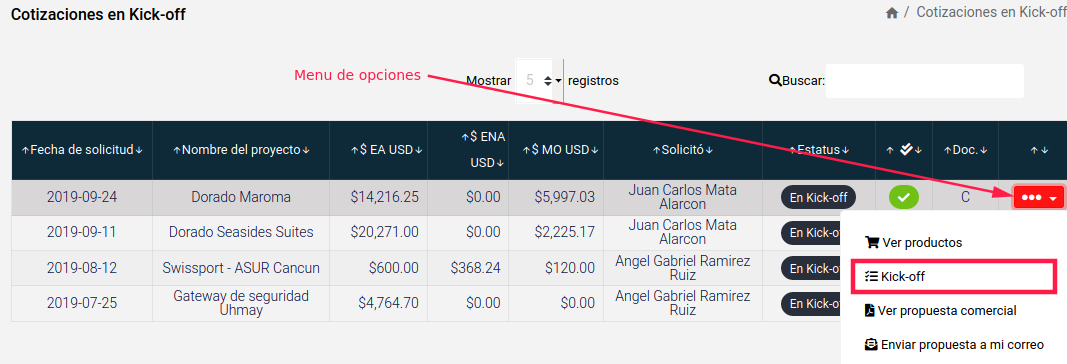 Cotizaciones en Kick-off
/ Cotizaciones en Kick-off
Menu de opciones
Mostrar 5 registros
Buscar:
Fecha de solicitud
Nombre del proyecto
$ EA USD
$ ENA
USD
$ MO USD
Solicitó
Estatus
Doc.
2019-09-24 Dorado Maroma $14,216.25 $0.00 $5,997.03 Juan Carlos Mata
Alarcon
En Kick-off C
2019-09-11 Dorado Seasides Suites $20,271.00 $0.00 $2,225.17 Juan Carlos Mata
Alarcon
En Kick-o
2019-08-12 Swissport - ASUR Cancun $600.00 $368.24 $120.00 Angel Gabriel Ramirez
Ruiz
En Kick-o
2019-07-25 Gateway de seguridad
Uhmay
$4,764.70 $0.00 $0.00 Angel Gabriel Ramirez
Ruiz
En Kick-o
Ver productos
Kick-off
Ver propuesta comercial
Enviar propuesta a mi correo